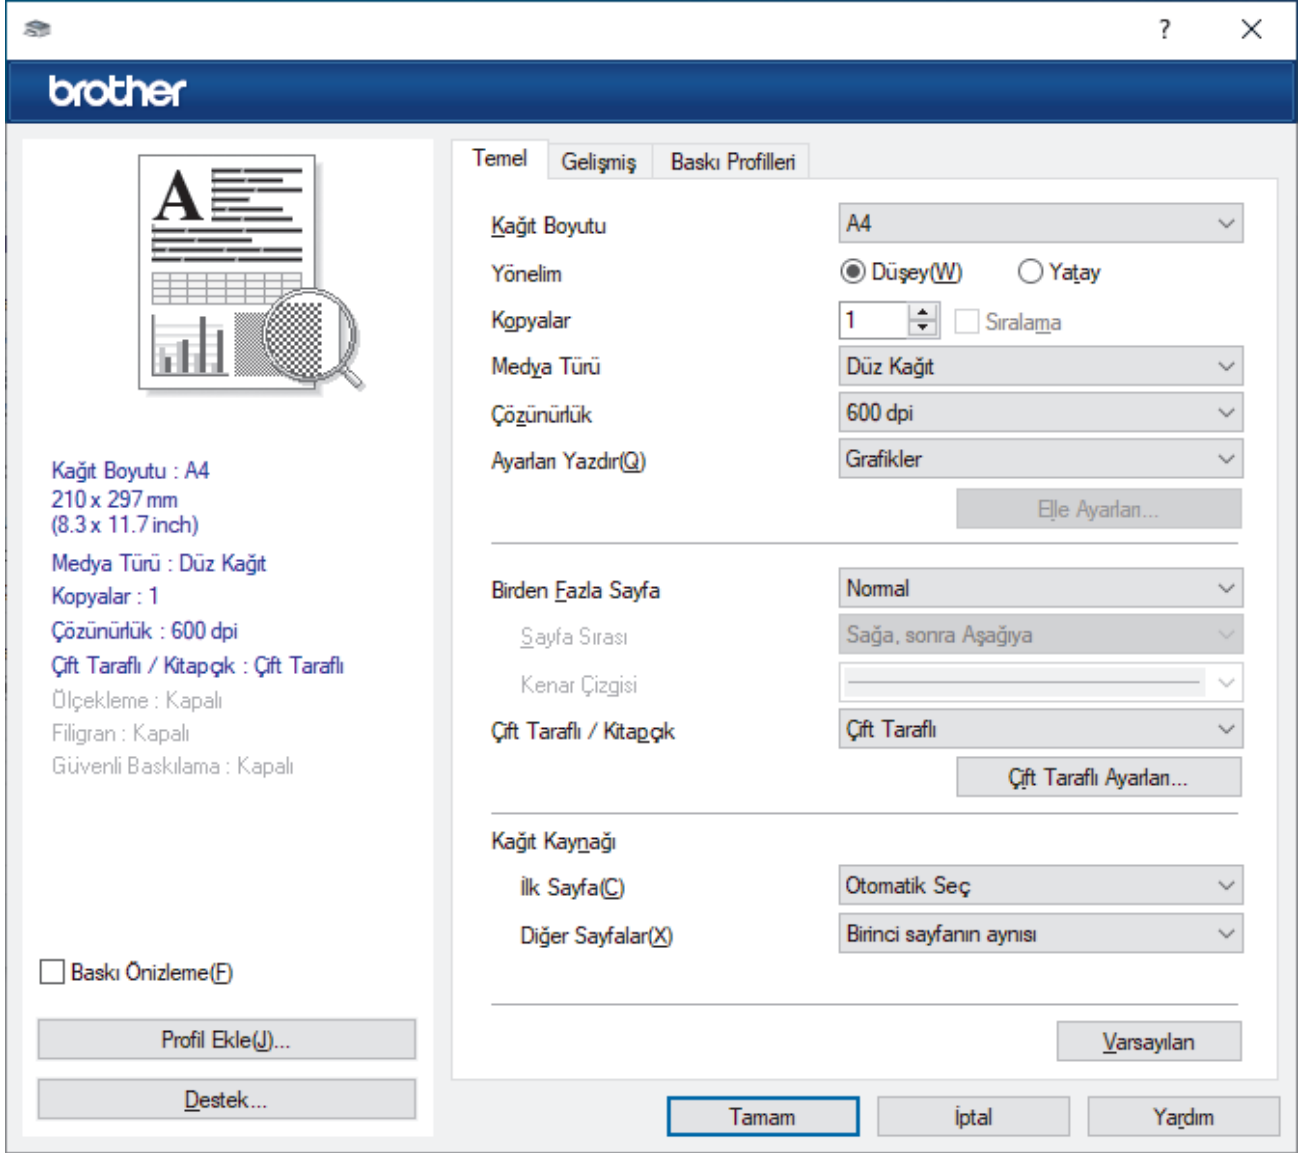 ?
brother
A
Kağıt Boyutu : A4
210 x 297 mm
(8.3 x 11.7 inch)
Medya Türü : Düz Kağıt
Kopyalar : 1
Çözünürlük : 600 dpi
Çift Taraflı / Kitapçık : Çift Taraflı
Ölçekleme : Kapalı
Filigran : Kapalı
Güvenli Baskılama : Kapalı
Baskı Önizleme(F)
Profil Ekle(J)...
Destek...
Temel Gelişmiş Baskı Profilleri
Kağıt Boyutu A4
Yönelim Düşey(W) Yatay
Kopyalar 1 Sıralama
Medya Türü Düz Kağıt
Çözünürlük 600 dpi
Ayarları Yazdır(Q) Grafikler
Elle Ayarları...
Birden Fazla Sayfa Normal
Sayfa Sırası Sağa, sonra Aşağıya
Kenar Çizgisi
Çift Taraflı / Kitapçık Çift Taraflı
Çift Taraflı Ayarları...
Kağıt Kaynağı
İlk Sayfa(C) Otomatik Seç
Diğer Sayfalar(X) Birinci sayfanın aynısı
Varsayılan
Tamam İptal Yardım